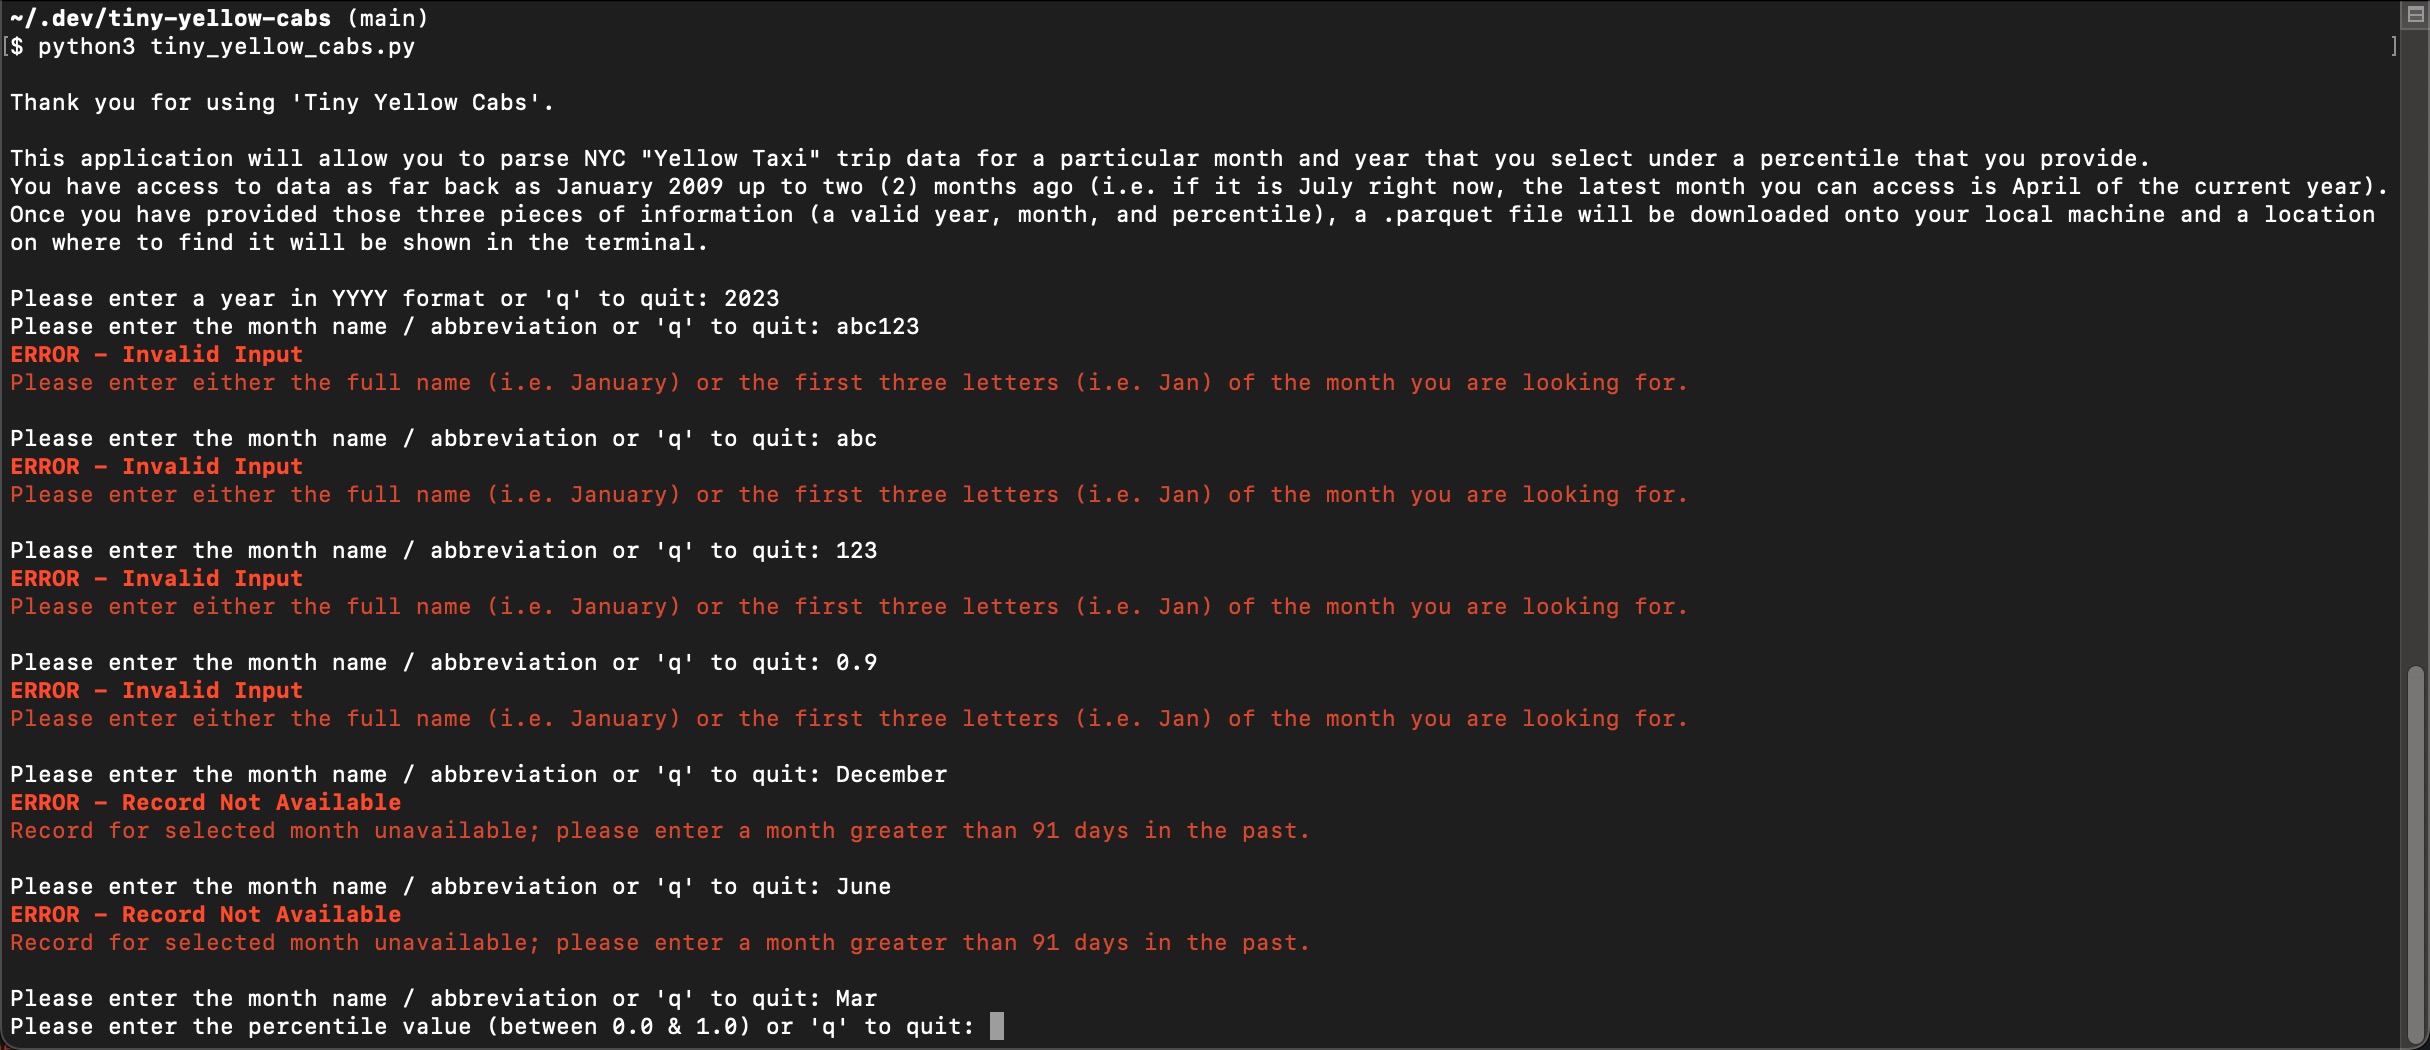 ~/.dev/tiny-yellow-cabs (main)
[$ python3 tiny_yellow_cabs.py ]
Thank you for using 'Tiny Yellow Cabs'.
This application will allow you to parse NYC "Yellow Taxi" trip data for a particular month and year that you select under a percentile that you provide.
You have access to data as far back as January 2009 up to two (2) months ago (i.e. if it is July right now, the latest month you can access is April of the current year).
Once you have provided those three pieces of information (a valid year, month, and percentile), a .parquet file will be downloaded onto your local machine and a location
on where to find it will be shown in the terminal.
Please enter a year in YYYY format or 'q' to quit: 2023
Please enter the month name / abbreviation or 'q' to quit: abc123
ERROR - Invalid Input
Please enter either the full name (i.e. January) or the first three letters (i.e. Jan) of the month you are looking for.
Please enter the month name / abbreviation or 'q' to quit: abc
ERROR - Invalid Input
Please enter either the full name (i.e. January) or the first three letters (i.e. Jan) of the month you are looking for.
Please enter the month name / abbreviation or 'q' to quit: 123
ERROR - Invalid Input
Please enter either the full name (i.e. January) or the first three letters (i.e. Jan) of the month you are looking for.
Please enter the month name / abbreviation or 'q' to quit: 0.9
ERROR - Invalid Input
Please enter either the full name (i.e. January) or the first three letters (i.e. Jan) of the month you are looking for.
Please enter the month name / abbreviation or 'q' to quit: December
ERROR - Record Not Available
Record for selected month unavailable; please enter a month greater than 91 days in the past.
Please enter the month name / abbreviation or 'q' to quit: June
ERROR - Record Not Available
Record for selected month unavailable; please enter a month greater than 91 days in the past.
Please enter the month name / abbreviation or 'q' to quit: Mar
Please enter the percentile value (between 0.0 & 1.0) or 'q' to quit: